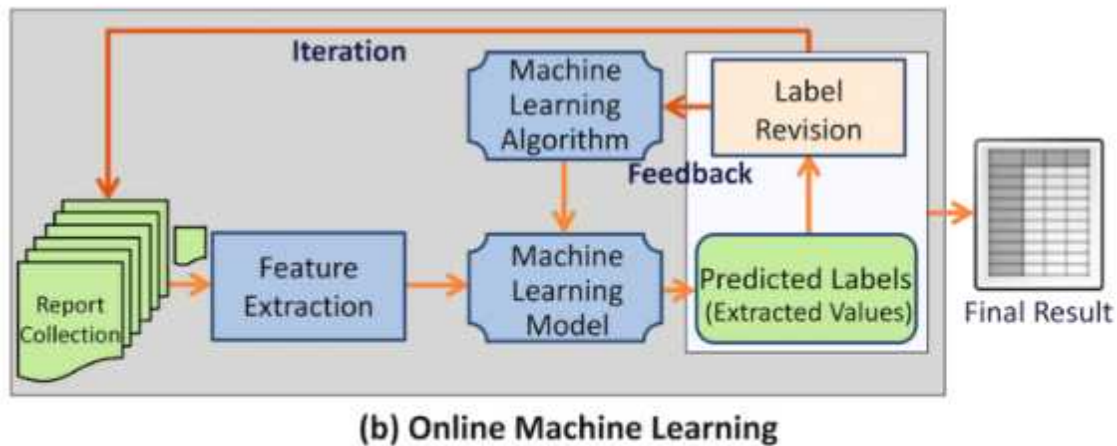 Iteration
Machine
Learning
Algorithm
Label
Revision
Feedback
Report
Collection
Feature
Extraction
Machine
Learning
Model
Predicted Labels
(Extracted Values)
Final Result
(b) Online Machine Learning